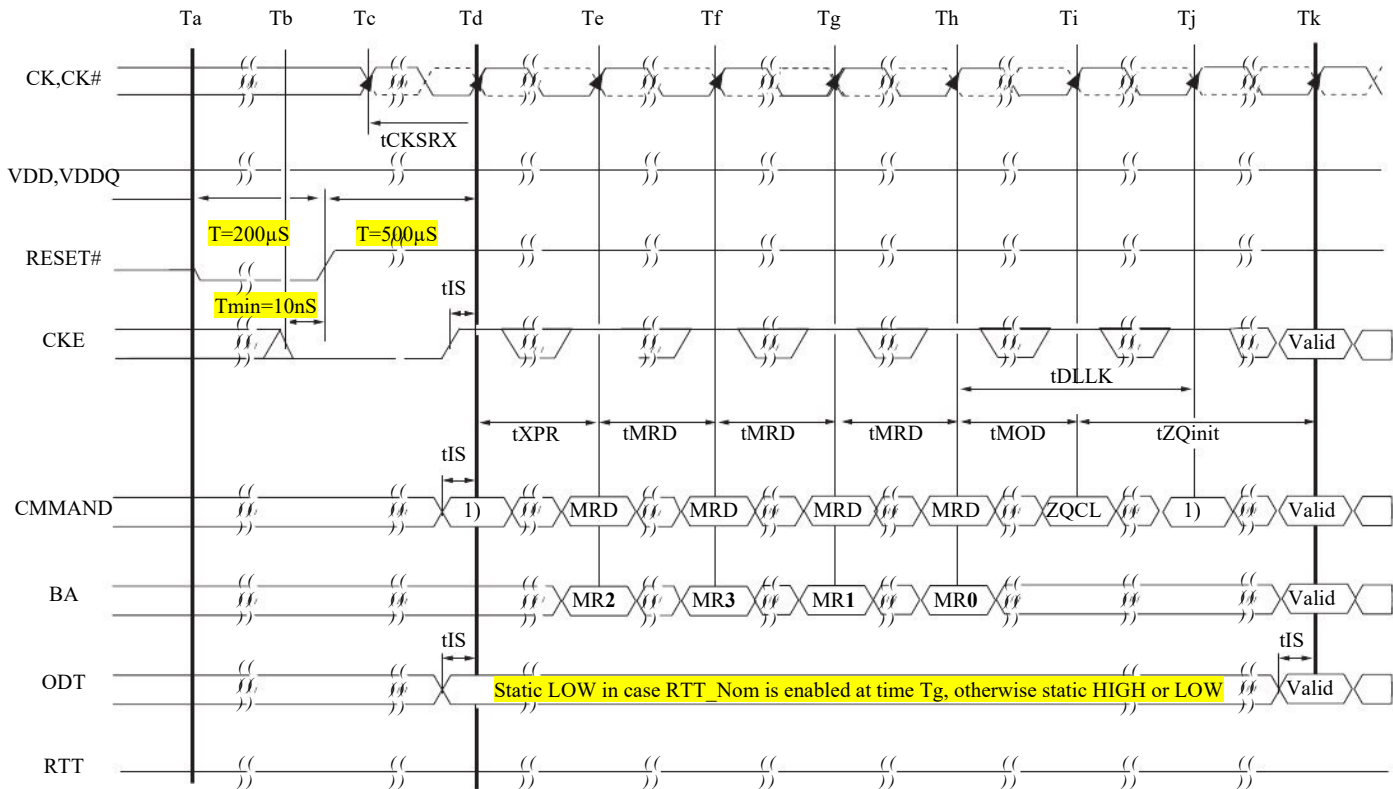 Ta Tb Tc Td Te Tf Tg Th Ti Tj Tk
CK,CK#
tCKSRX
VDD,VDDQ
T=200µS T=500µS
RESET#
Tmin=10nS tIS
CKE Valid
tDLLK
tXPR tMRD tMRD tMRD tMOD tZQinit
tIS
CMMAND 1) MRD MRD MRD MRD ZQCL 1) Valid
BA MR2 MR3 MR1 MR0 Valid
tIS tIS
ODT Static LOW in case RTT_Nom is enabled at time Tg, otherwise static HIGH or LOW Valid
RTT